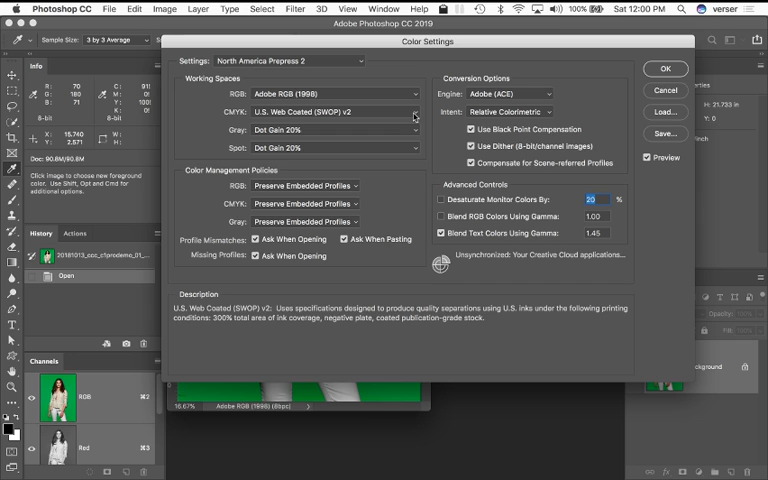 Photoshop CC File Edit Image Layer Type Select Filter 3D View Window Help 100% Sat 12:00 PM verser
Adobe Photoshop CC 2019
Sample Size: 3 by 3 Average
Color Settings
Settings: North America Prepress 2
OK
Cancel
Load...
Save...
Preview
Working Spaces
RGB: Adobe RGB (1998)
CMYK: U.S. Web Coated (SWOP) v2
Gray: Dot Gain 20%
Spot: Dot Gain 20%
Color Management Policies
RGB: Preserve Embedded Profiles
CMYK: Preserve Embedded Profiles
Gray: Preserve Embedded Profiles
Profile Mismatches: Ask When Opening Ask When Pasting
Missing Profiles: Ask When Opening
Conversion Options
Engine: Adobe (ACE)
Intent: Relative Colorimetric
Use Black Point Compensation
Use Dither (8-bit/channel images)
Compensate for Scene-referred Profiles
Advanced Controls
Desaturate Monitor Colors By: 20 %
Blend RGB Colors Using Gamma: 1.00
Blend Text Colors Using Gamma: 1.45
Unsynchronized: Your Creative Cloud applications...
Description
U.S. Web Coated (SWOP) v2: Uses specifications designed to produce quality separations using U.S. inks under the following printing
conditions: 300% total area of ink coverage, negative plate, coated publication-grade stock.
Info
R: 70
G: 180
B: 71
8-bit
X: 15.740
Y: 2.571
Doc: 90.8M/90.8M
Click image to choose new foreground
color. Use Shift, Opt and Cmd for
additional options.
History Actions
20181013_ccc_c1prodemo_01_...
Open
Channels
RGB ⌘2
Red ⌘3
16.67% Adobe RGB (1998) (8bpc)
H: 21.733 in
Y: 0
Opacity:
Fill: